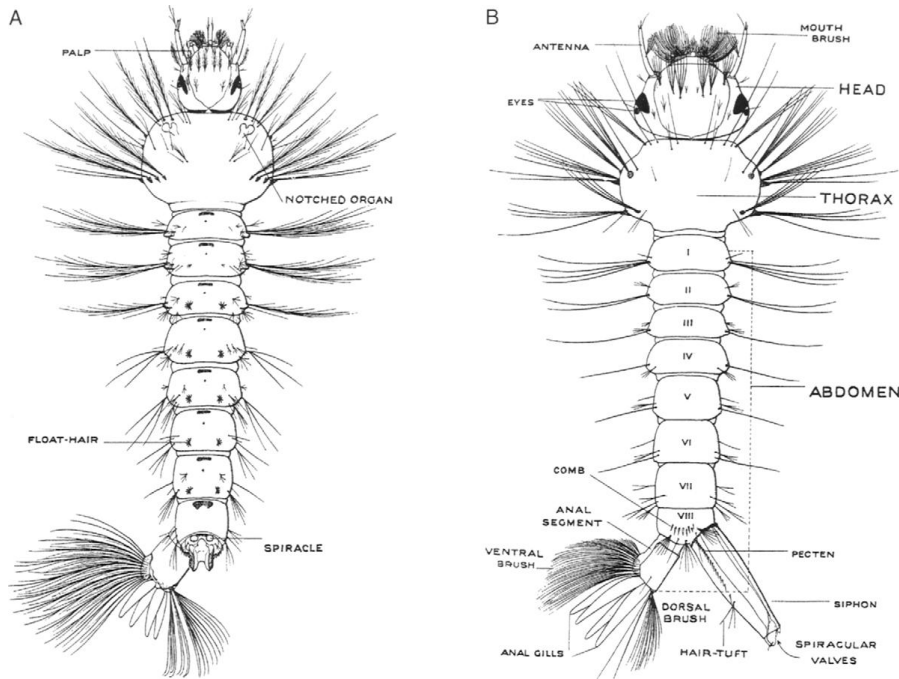 A
PALP
NOTCHED ORGAN
FLOAT-HAIR
SPIRACLE
B
MOUTH
BRUSH
ANTENNA
HEAD
EYES
THORAX
I
II
III
IV
ABDOMEN
V
VI
COMB
VII
ANAL
SEGMENT
VIII
VENTRAL
BRUSH
PECTEN
DORSAL
BRUSH
SIPHON
ANAL GILLS
HAIR-TUFT
SPIRACULAR
VALVES